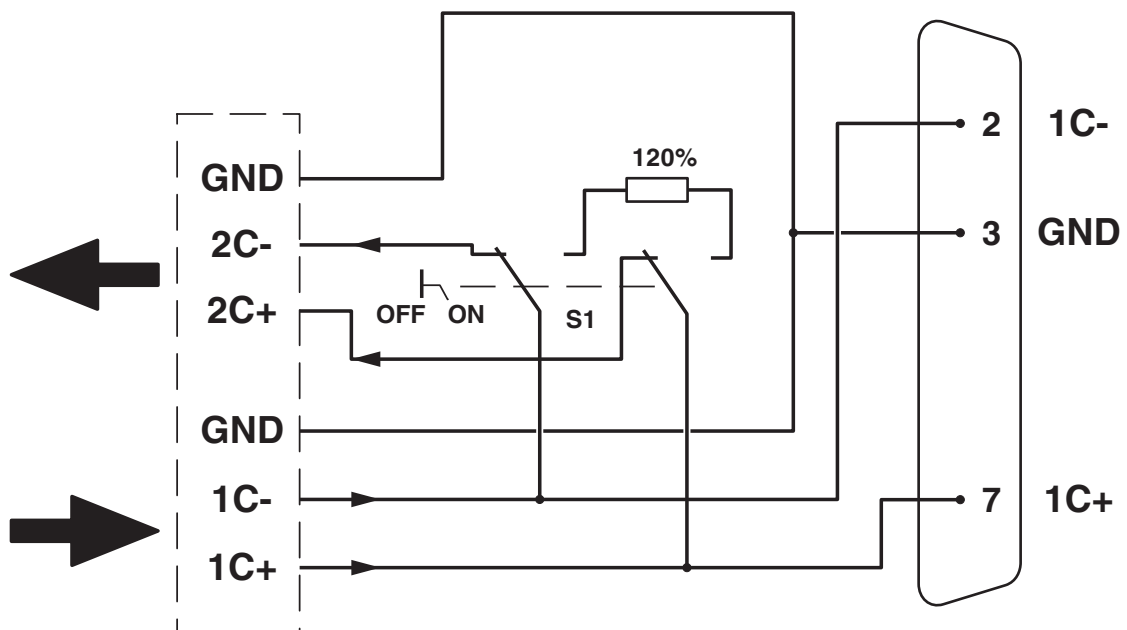 GND
2C-
2C+
GND
1C-
1C+
OFF ON
S1
120%
2 1C-
3 GND
7 1C+